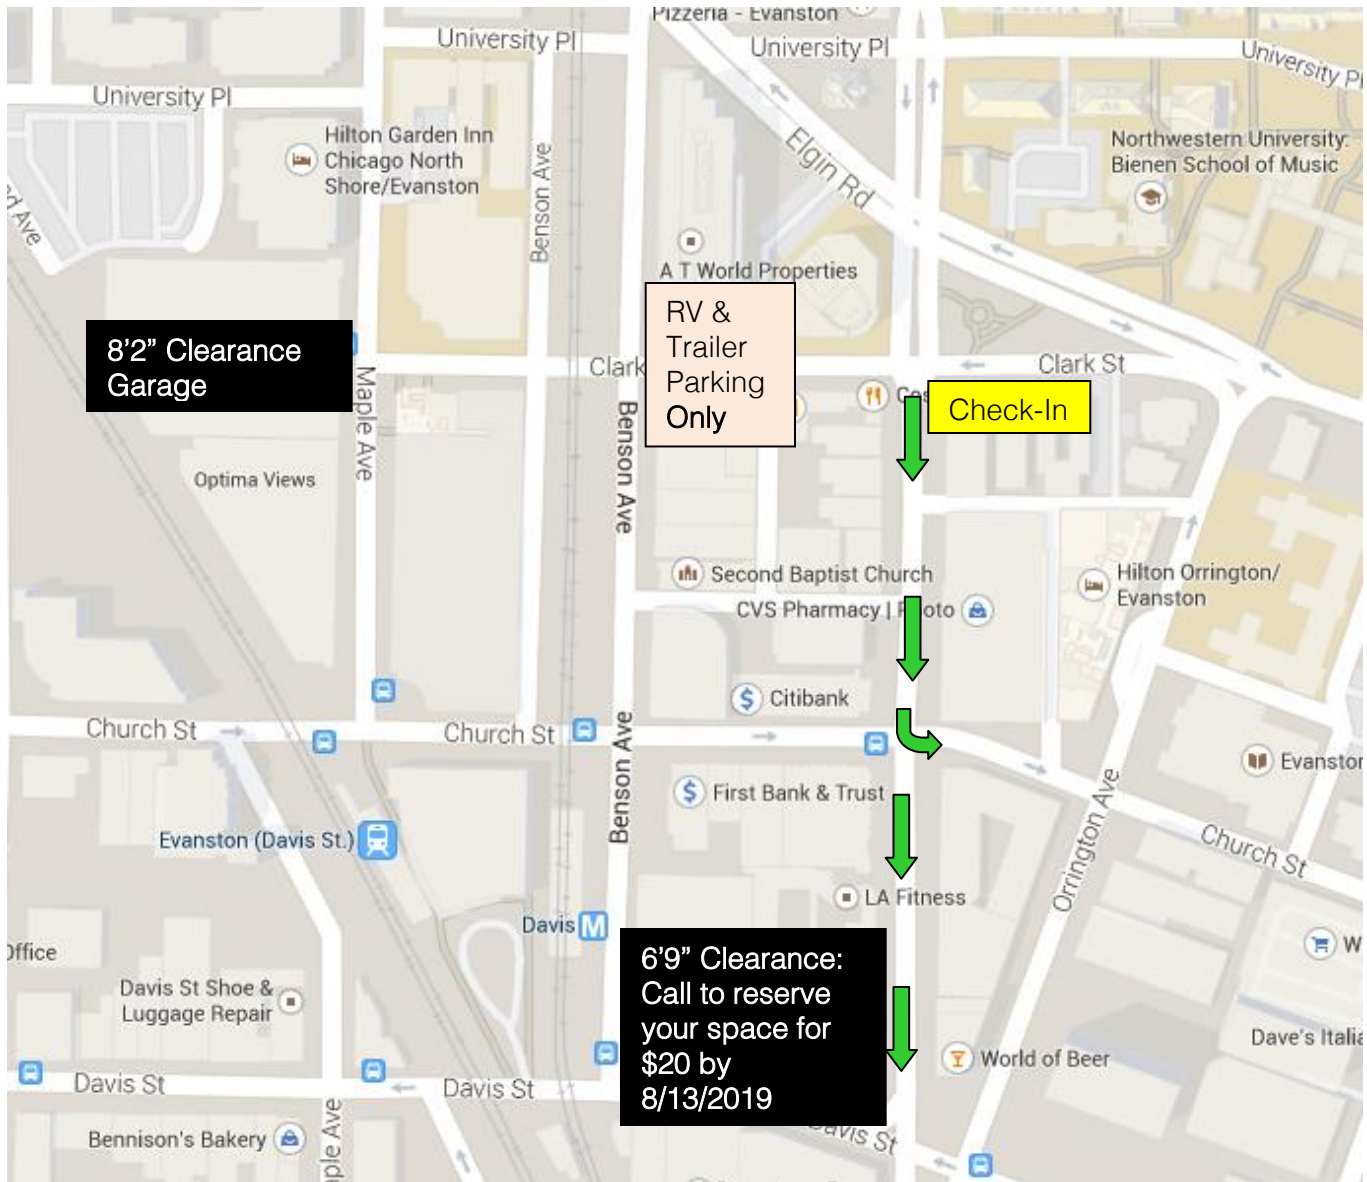 Pizzeria - Evanston
University Pl
University Pl
University Pl
University Pl
Hilton Garden Inn
Chicago North
Shore/Evanston
Benson Ave
Elgin Rd
Northwestern University:
Bienen School of Music
Ave
A T World Properties
RV &
Trailer
Parking
Only
8’2” Clearance
Garage
Clark
Clark St
Maple Ave
Benson Ave
Check-In
Optima Views
Second Baptist Church
CVS Pharmacy |
Hilton Orrington/
Evanston
Citibank
Church St
Church St
Benson Ave
First Bank & Trust
Orrington Ave
Evanston (Davis St.)
Church St
LA Fitness
Davis M
6’9” Clearance:
Call to reserve
your space for
$20 by
8/13/2019
Davis St Shoe &
Luggage Repair
World of Beer
Dave's
Davis St
Davis St
Davis St
Bennison's Bakery